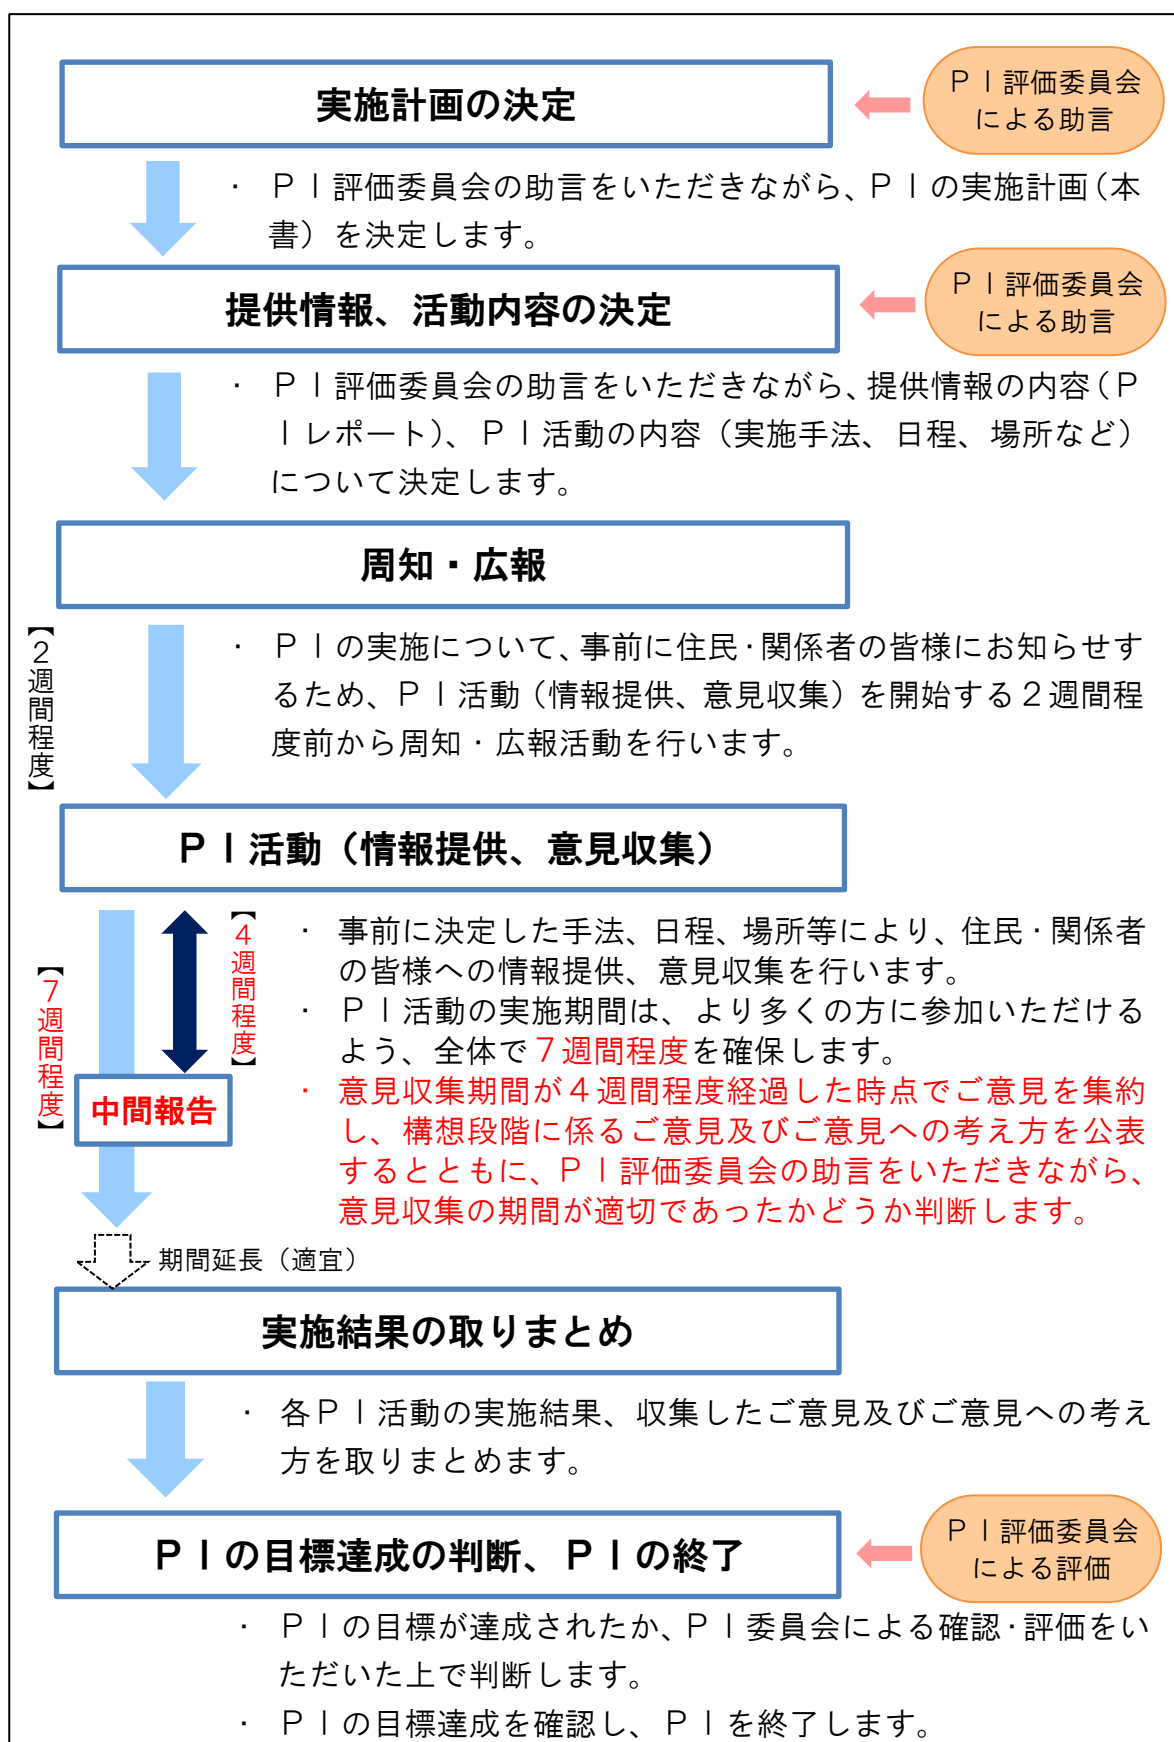 実施計画の決定
ＰＩ評価委員会
による助言
・ ＰＩ評価委員会の助言をいただきながら、ＰＩの実施計画（本
書）を決定します。
提供情報、活動内容の決定
ＰＩ評価委員会
による助言
・ ＰＩ評価委員会の助言をいただきながら、提供情報の内容（Ｐ
Ｉレポート）、ＰＩ活動の内容（実施手法、日程、場所など）
について決定します。
周知・広報
【２週間程度】
・ ＰＩの実施について、事前に住民・関係者の皆様にお知らせす
るため、ＰＩ活動（情報提供、意見収集）を開始する２週間程
度前から周知・広報活動を行います。
ＰＩ活動（情報提供、意見収集）
【７週間程度】
【４週間程度】
中間報告
・ 事前に決定した手法、日程、場所等により、住民・関係者
の皆様への情報提供、意見収集を行います。
・ ＰＩ活動の実施期間は、より多くの方に参加いただける
よう、全体で７週間程度を確保します。
・ 意見収集期間が４週間程度経過した時点でご意見を集約
し、構想段階に係るご意見及びご意見への考え方を公表
するとともに、ＰＩ評価委員会の助言をいただきながら、
意見収集の期間が適切であったかどうか判断します。
期間延長（適宜）
実施結果の取りまとめ
・ 各ＰＩ活動の実施結果、収集したご意見及びご意見への考え
方を取りまとめます。
ＰＩの目標達成の判断、ＰＩの終了
ＰＩ評価委員会
による評価
・ ＰＩの目標が達成されたか、ＰＩ委員会による確認・評価をい
ただいた上で判断します。
・ ＰＩの目標達成を確認し、ＰＩを終了します。